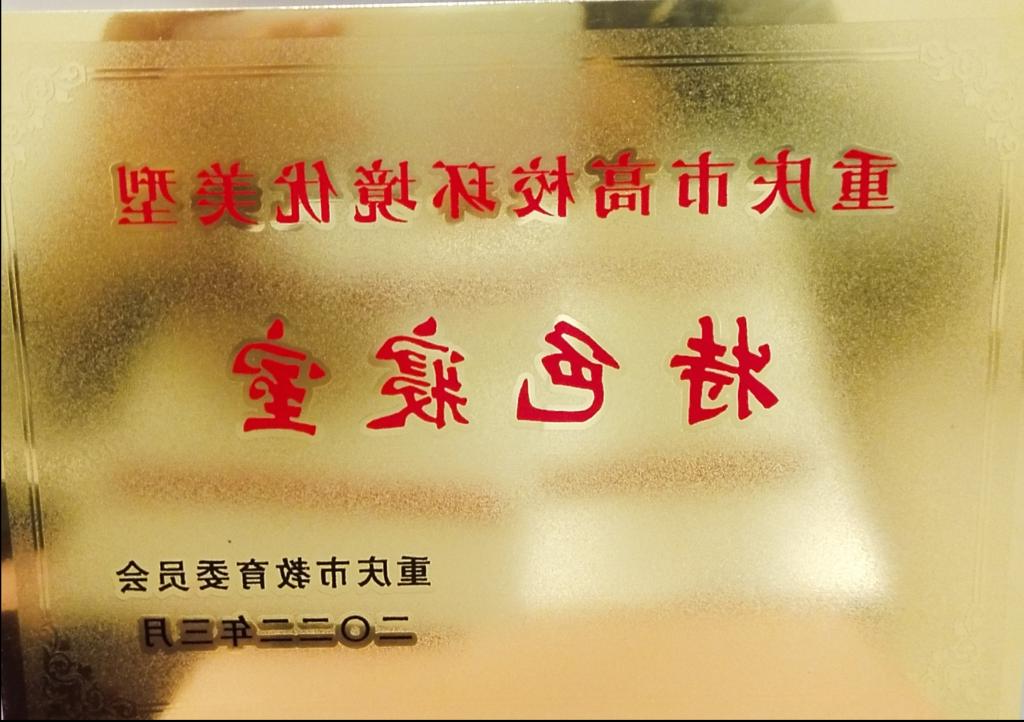 重庆市高校环境优美型
特色寝室
重庆市教育委员会
二〇二二年三月